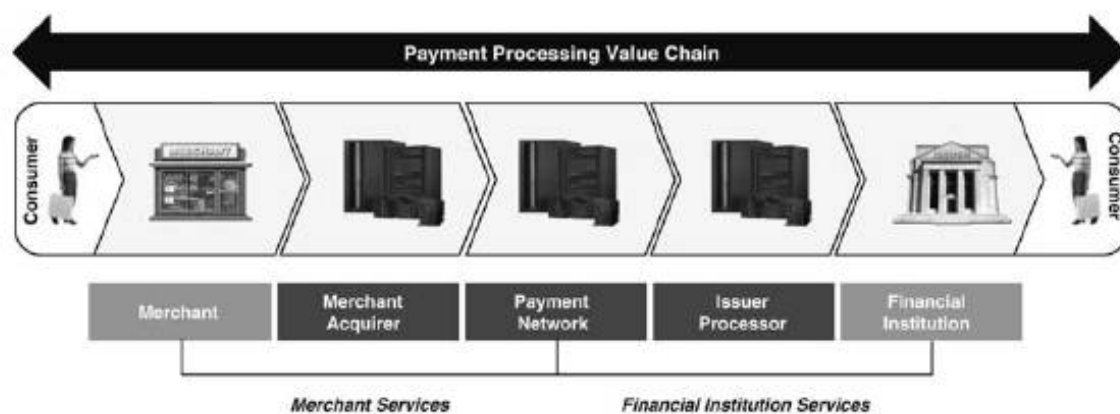 Payment Processing Value Chain
Consumer
MERCHANT
Consumer
Merchant
Merchant
Acquirer
Payment
Network
Issuer
Processor
Financial
Institution
Merchant Services
Financial Institution Services